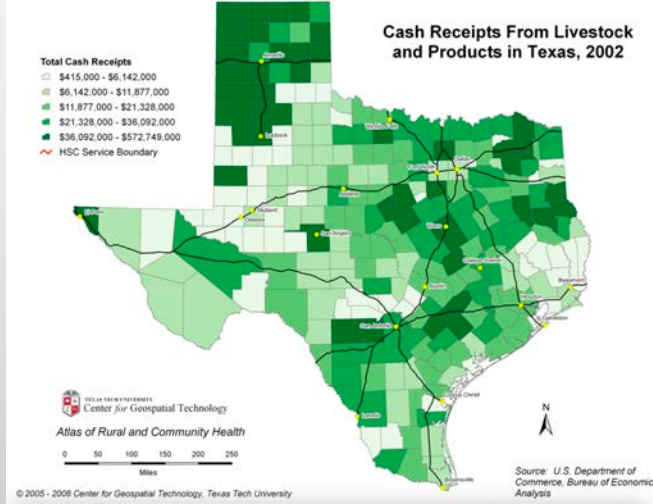 Cash Receipts From Livestock
and Products in Texas, 2002
Total Cash Receipts
$415,000 - $6,142,000
$6,142,000 - $11,877,000
$11,877,000 - $21,328,000
$21,328,000 - $36,092,000
$36,092,000 - $572,749,000
HSC Service Boundary
Amarillo
Lubbock
Wichita Falls
Fort Worth
Dallas
Abilene
El Paso
Midland
Odessa
San Angelo
Waco
College Station
Austin
Beaumont
Houston
Galveston
San Antonio
Corpus Christi
Laredo
Brownsville
TEXAS TECH UNIVERSITY
Center for Geospatial Technology
Atlas of Rural and Community Health
0 50 100 150 200 250
Miles
N
Source: U.S. Department of
Commerce, Bureau of Economic
Analysis
© 2005 - 2008 Center for Geospatial Technology, Texas Tech University